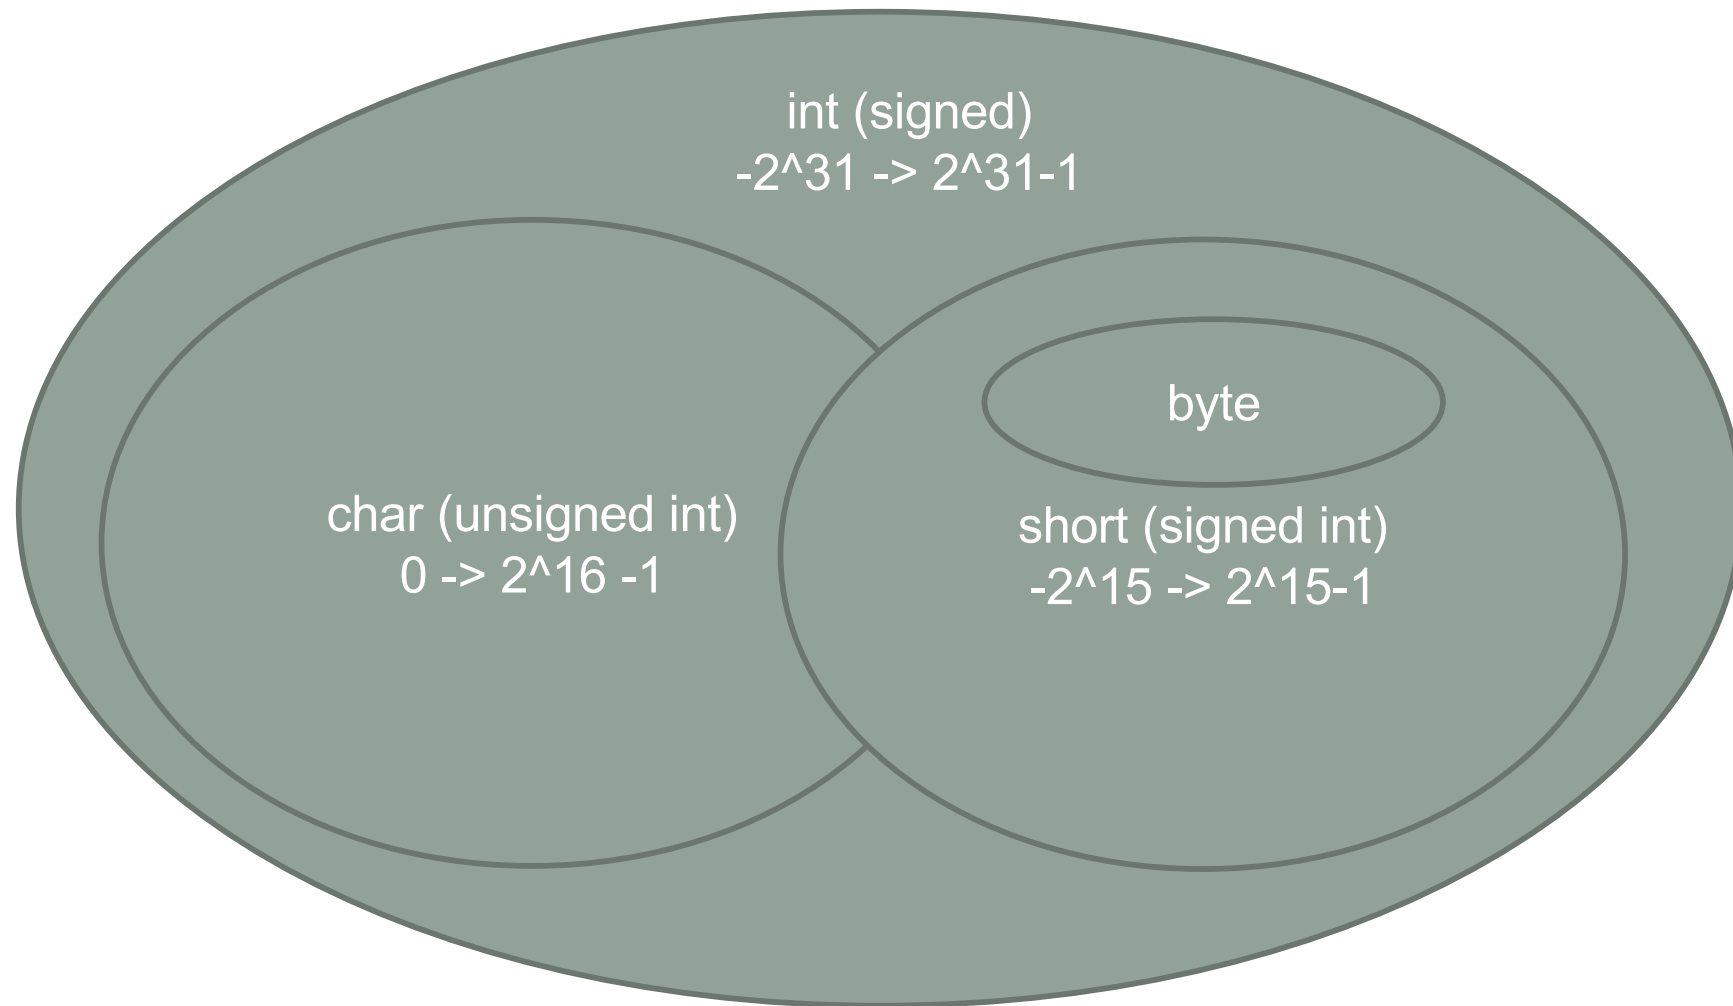 int (signed)
-2^31 -> 2^31-1
byte
char (unsigned int)
0 -> 2^16 -1
short (signed int)
-2^15 -> 2^15-1